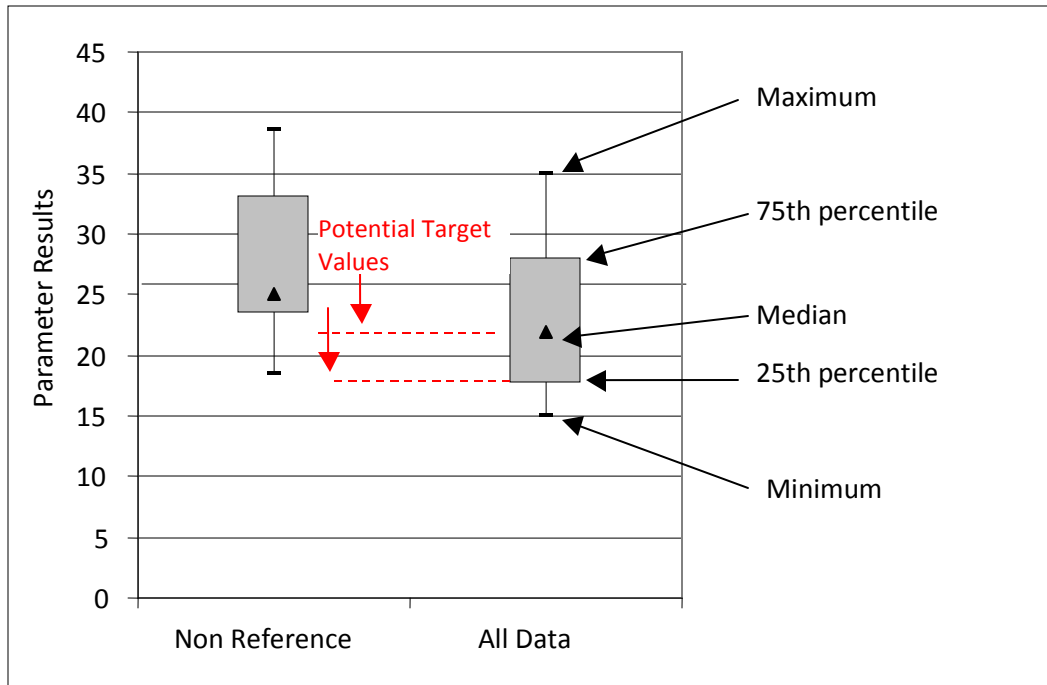 45
40
35
30
25
20
15
10
5
0
Parameter Results
Non Reference
All Data
Potential Target
Values
Maximum
75th percentile
Median
25th percentile
Minimum